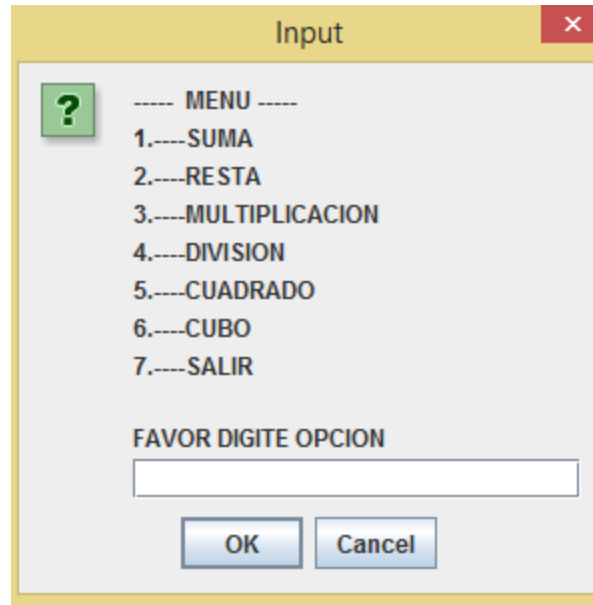 Input
?
----- MENU -----
1.----SUMA
2.----RESTA
3.----MULTIPLICACION
4.----DIVISION
5.----CUADRADO
6.----CUBO
7.----SALIR
FAVOR DIGITE OPCION
OK Cancel